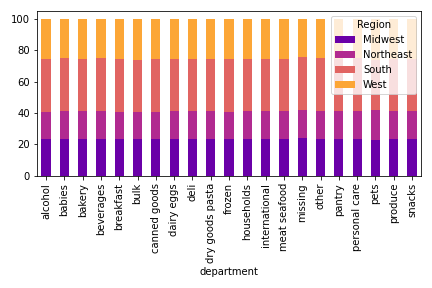 100
80
60
40
20
0
Region
Midwest
Northeast
South
West
alcohol
babies
bakery
beverages
breakfast
bulk
canned goods
dairy eggs
deli
dry goods pasta
frozen
households
international
meat seafood
missing
other
pantry
personal care
pets
produce
snacks
department